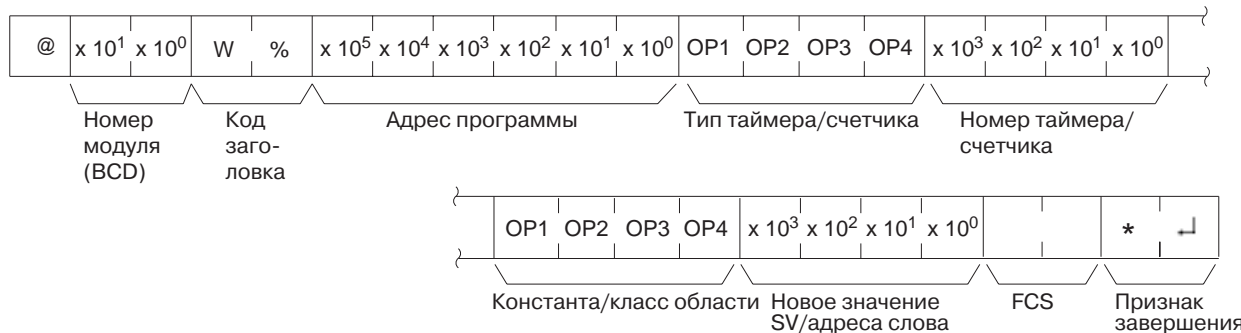 @ x 10¹ x 10⁰ W % x 10⁵ x 10⁴ x 10³ x 10² x 10¹ x 10⁰ OP1 OP2 OP3 OP4 x 10³ x 10² x 10¹ x 10⁰
Номер модуля (BCD)
Код заго-ловка
Адрес программы
Тип таймера/счетчика
Номер таймера/
счетчика
OP1 OP2 OP3 OP4 x 10³ x 10² x 10¹ x 10⁰ * ↵
Константа/класс области
Новое значение
SV/адреса слова
FCS
Признак
завершения